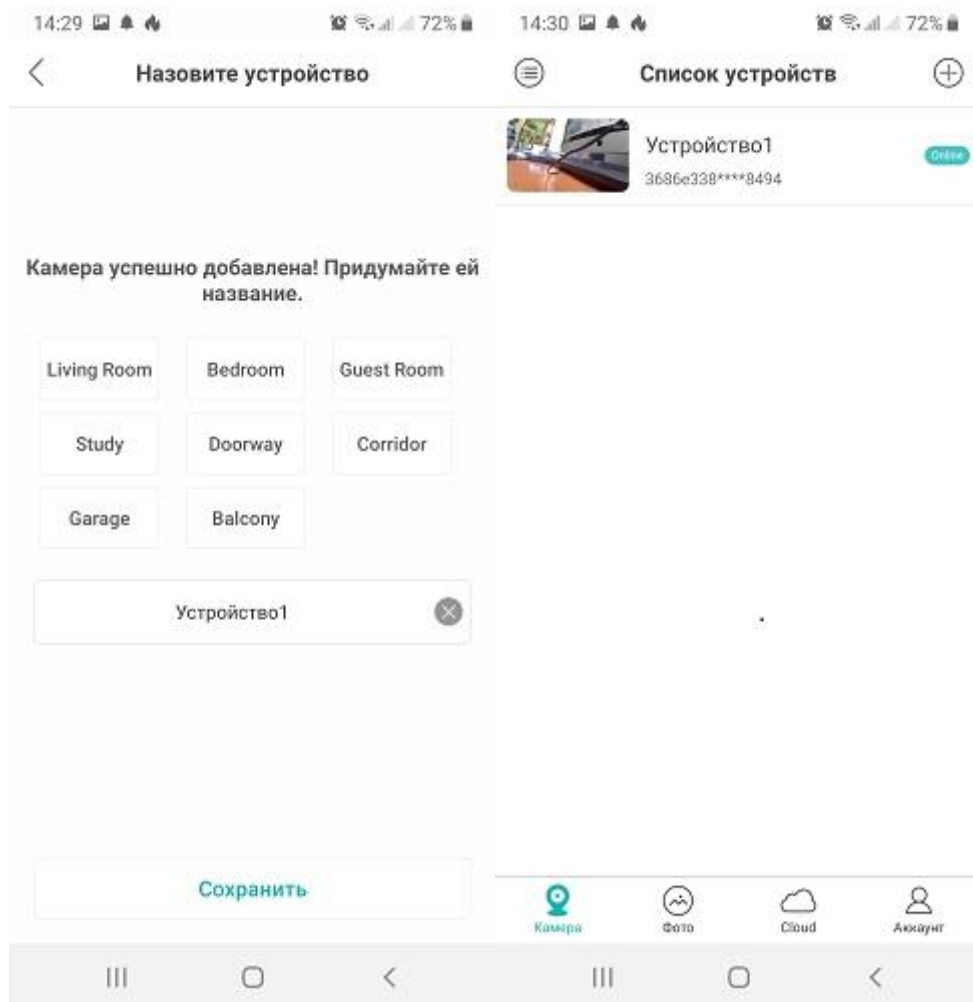 14:29
72%
Назовите устройство
Камера успешно добавлена! Придумайте ей
название.
Living Room
Bedroom
Guest Room
Study
Doorway
Corridor
Garage
Balcony
Устройство1
Сохранить
14:30
72%
Список устройств
Устройство1
3686e338****8494
Online
Камера
Фото
Cloud
Аккаунт